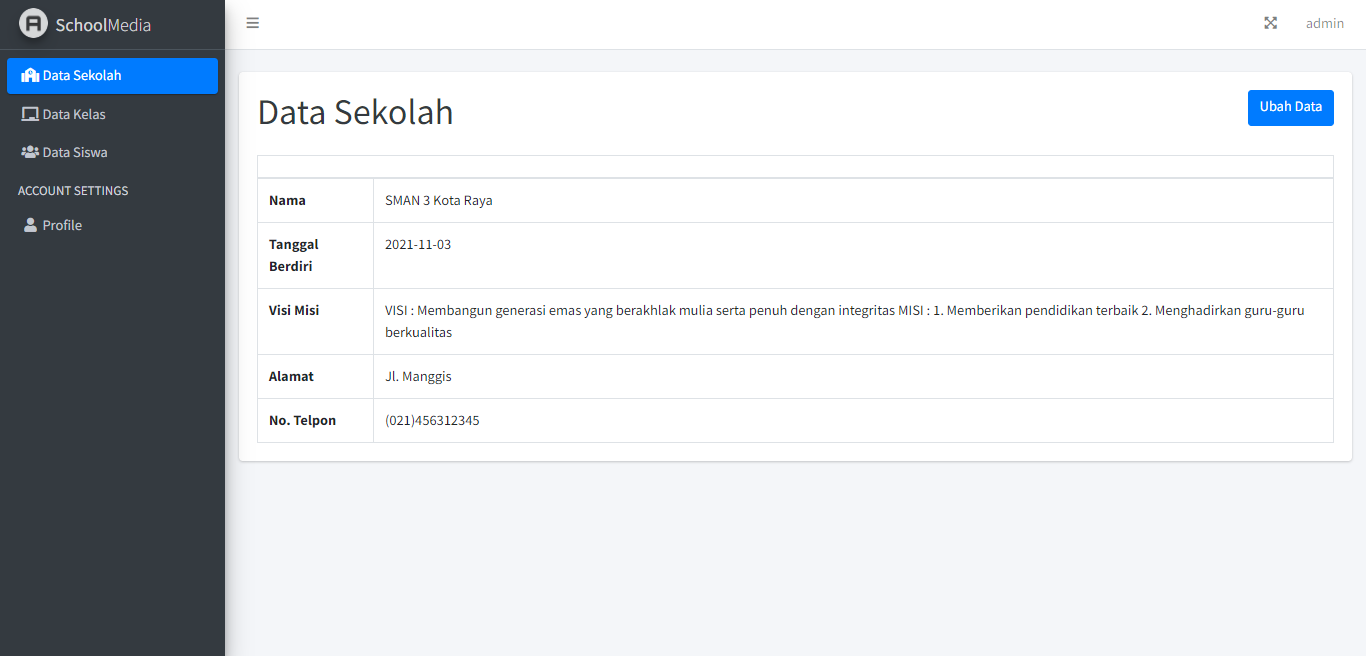 SchoolMedia
admin
Data Sekolah
Data Kelas
Data Siswa
ACCOUNT SETTINGS
Profile
Data Sekolah
Ubah Data
Nama SMAN 3 Kota Raya
Tanggal Berdiri 2021-11-03
Visi Misi VISI : Membangun generasi emas yang berakhlak mulia serta penuh dengan integritas MISI : 1. Memberikan pendidikan terbaik 2. Menghadirkan guru-guru
berkualitas
Alamat Jl. Manggis
No. Telpon (021)456312345